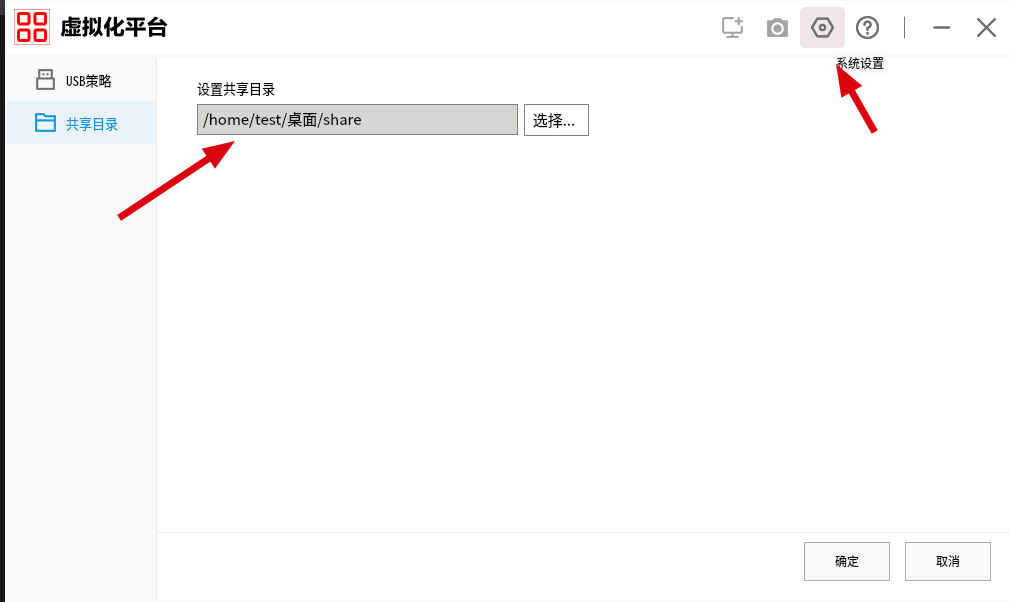 虚拟化平台
系统设置
USB策略
共享目录
设置共享目录
/home/test/桌面/share
选择...
确定
取消